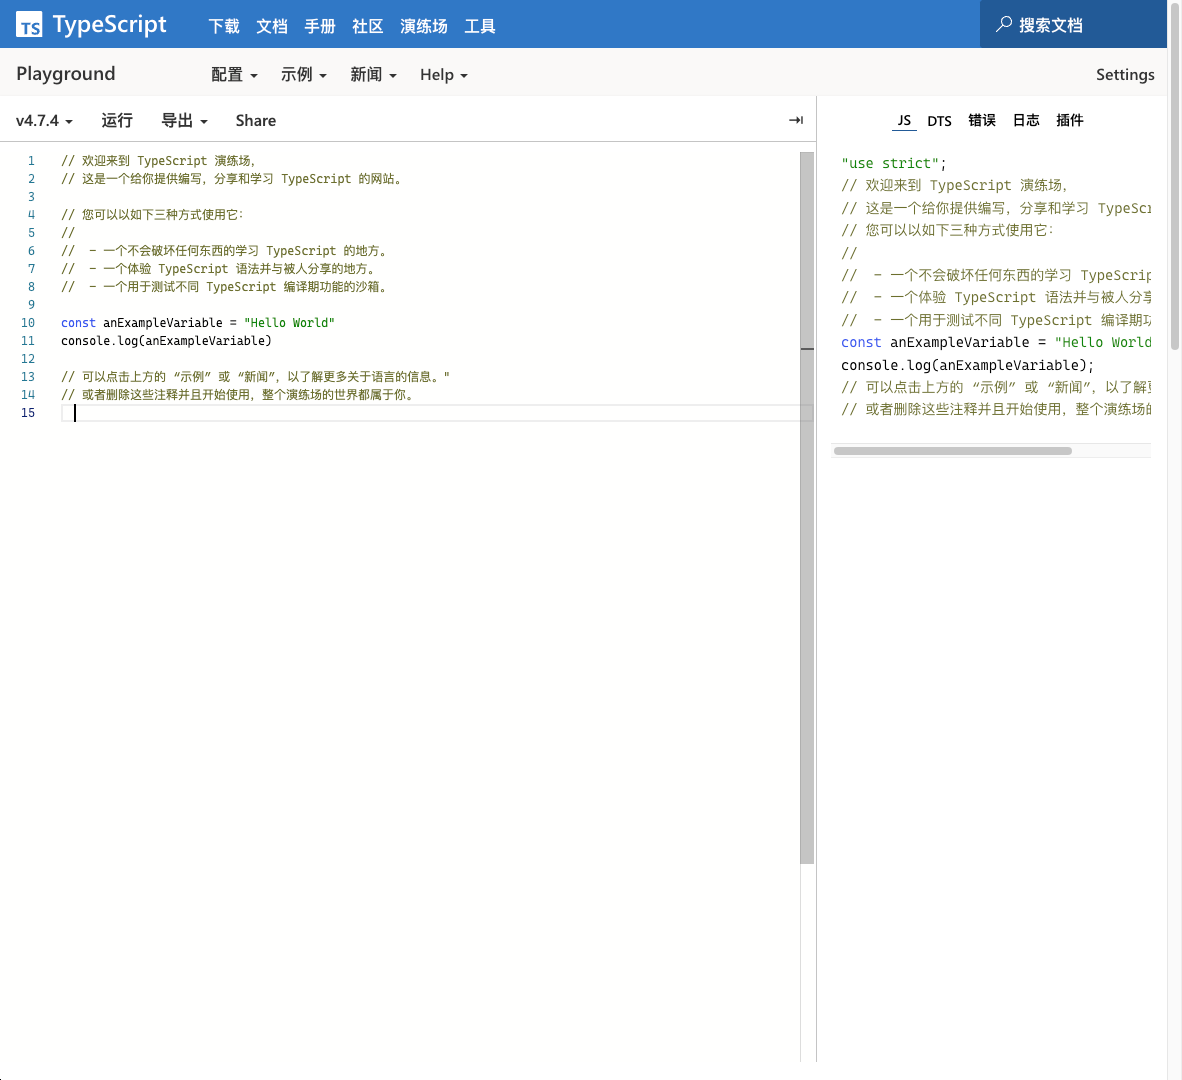 TS TypeScript 下载 文档 手册 社区 演练场 工具 搜索文档
Playground 配置 示例 新闻 Help Settings
v4.7.4 运行 导出 Share
1 // 欢迎来到 TypeScript 演练场，
2 // 这是一个给你提供编写，分享和学习 TypeScript 的网站。
3
4 // 您可以以如下三种方式使用它：
5 //
6 //  - 一个不会破坏任何东西的学习 TypeScript 的地方。
7 //  - 一个体验 TypeScript 语法并与被人分享的地方。
8 //  - 一个用于测试不同 TypeScript 编译期功能的沙箱。
9
10 const anExampleVariable = "Hello World"
11 console.log(anExampleVariable)
12
13 // 可以点击上方的 “示例” 或 “新闻”，以了解更多关于语言的信息。"
14 // 或者删除这些注释并且开始使用，整个演练场的世界都属于你。
15
JS DTS 错误 日志 插件
"use strict";
// 欢迎来到 TypeScript 演练场，
// 这是一个给你提供编写，分享和学习 TypeScr
// 您可以以如下三种方式使用它：
//
//  - 一个不会破坏任何东西的学习 TypeScrip
//  - 一个体验 TypeScript 语法并与被人分享
//  - 一个用于测试不同 TypeScript 编译期功
const anExampleVariable = "Hello World
console.log(anExampleVariable);
// 可以点击上方的 “示例” 或 “新闻”，以了解更
// 或者删除这些注释并且开始使用，整个演练场的